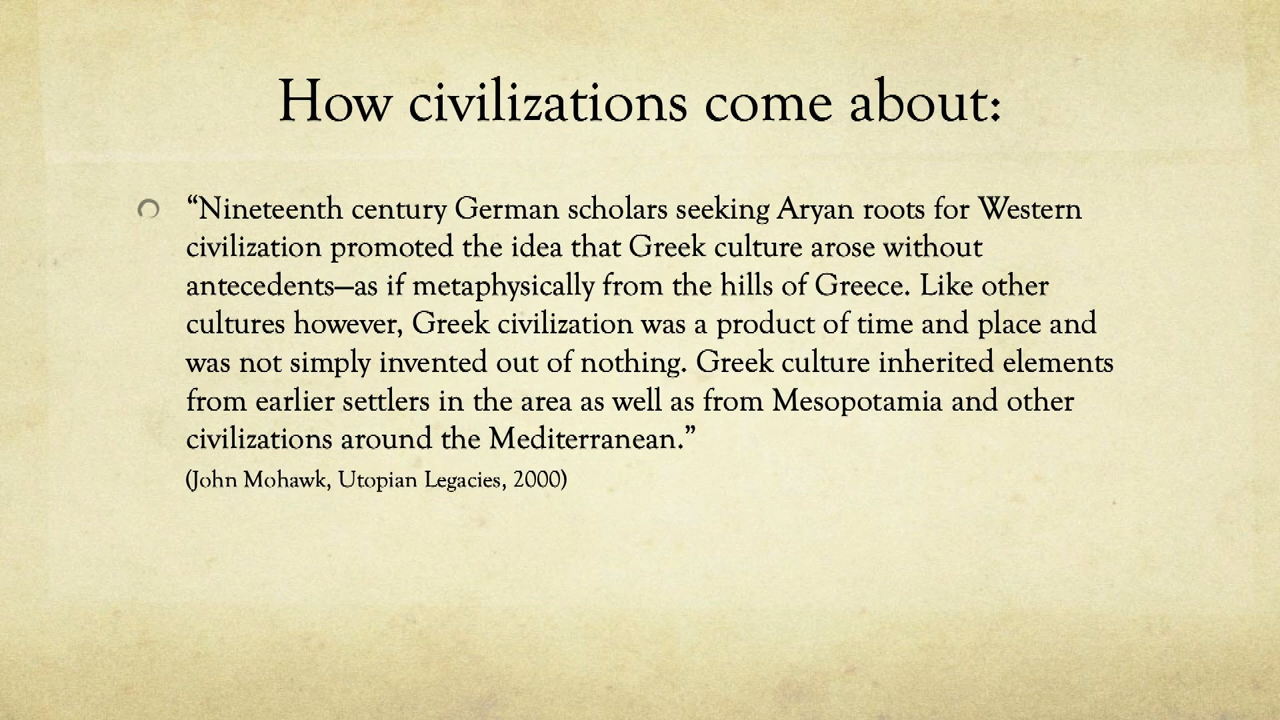 How civilizations come about:
“Nineteenth century German scholars seeking Aryan roots for Western
civilization promoted the idea that Greek culture arose without
antecedents—as if metaphysically from the hills of Greece. Like other
cultures however, Greek civilization was a product of time and place and
was not simply invented out of nothing. Greek culture inherited elements
from earlier settlers in the area as well as from Mesopotamia and other
civilizations around the Mediterranean.”
(John Mohawk, Utopian Legacies, 2000)